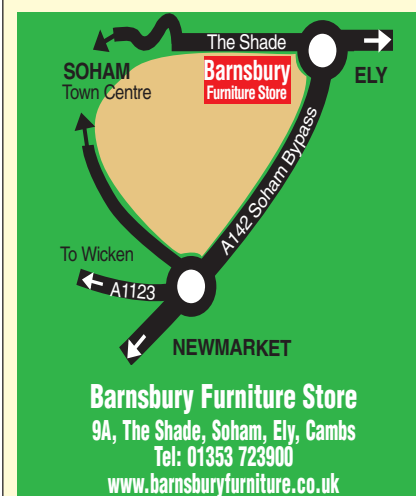 The Shade
SOHAM
Town Centre
Barnsbury
Furniture Store
ELY
A142 Soham Bypass
To Wicken
A1123
NEWMARKET
Barnsbury Furniture Store
9A, The Shade, Soham, Ely, Cambs
Tel: 01353 723900
www.barnsburyfurniture.co.uk